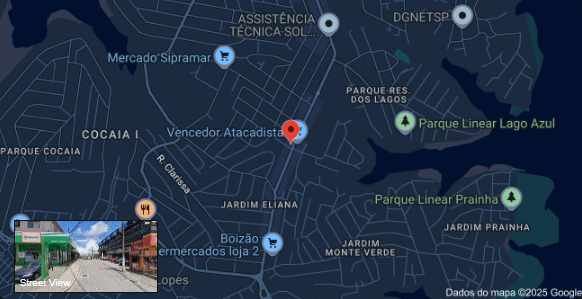 ASSISTÊNCIA
TÉCNICA SOL...
DGNETSP
Mercado Sipramar
PARQUE RES.
DOS LAGOS
COCAIA I
Vencedor Atacadista
Parque Linear Lago Azul
PARQUE COCAIA
R. Clarissa
Parque Linear Prainha
JARDIM ELIANA
JARDIM PRAINHA
Boizão
ermercados loja 2
JARDIM
MONTE VERDE
Street View
Lopes
Dados do mapa ©2025 Google